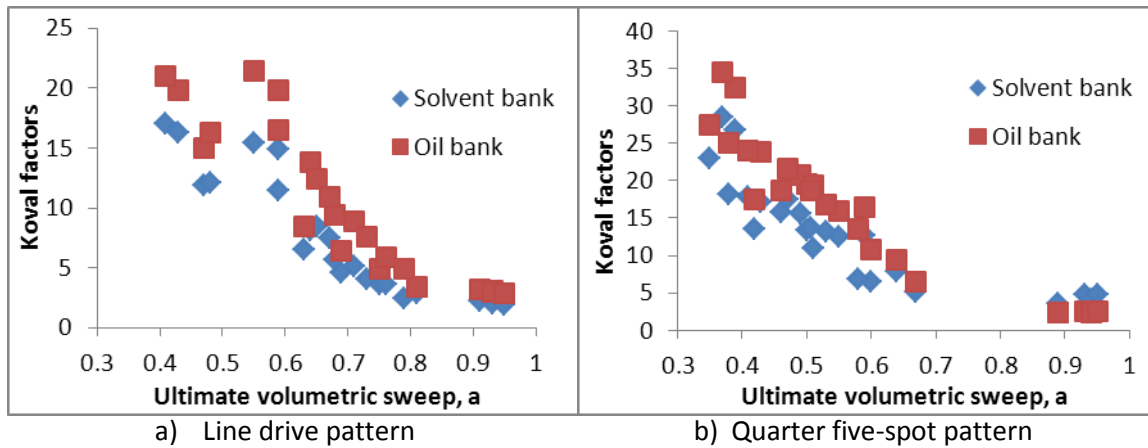 25
20
15
10
5
0
Koval factors
Solvent bank
Oil bank
0.3 0.4 0.5 0.6 0.7 0.8 0.9 1
Ultimate volumetric sweep, a
a) Line drive pattern
40
35
30
25
20
15
10
5
0
Koval factors
Solvent bank
Oil bank
0.3 0.4 0.5 0.6 0.7 0.8 0.9 1
Ultimate volumetric sweep, a
b) Quarter five-spot pattern